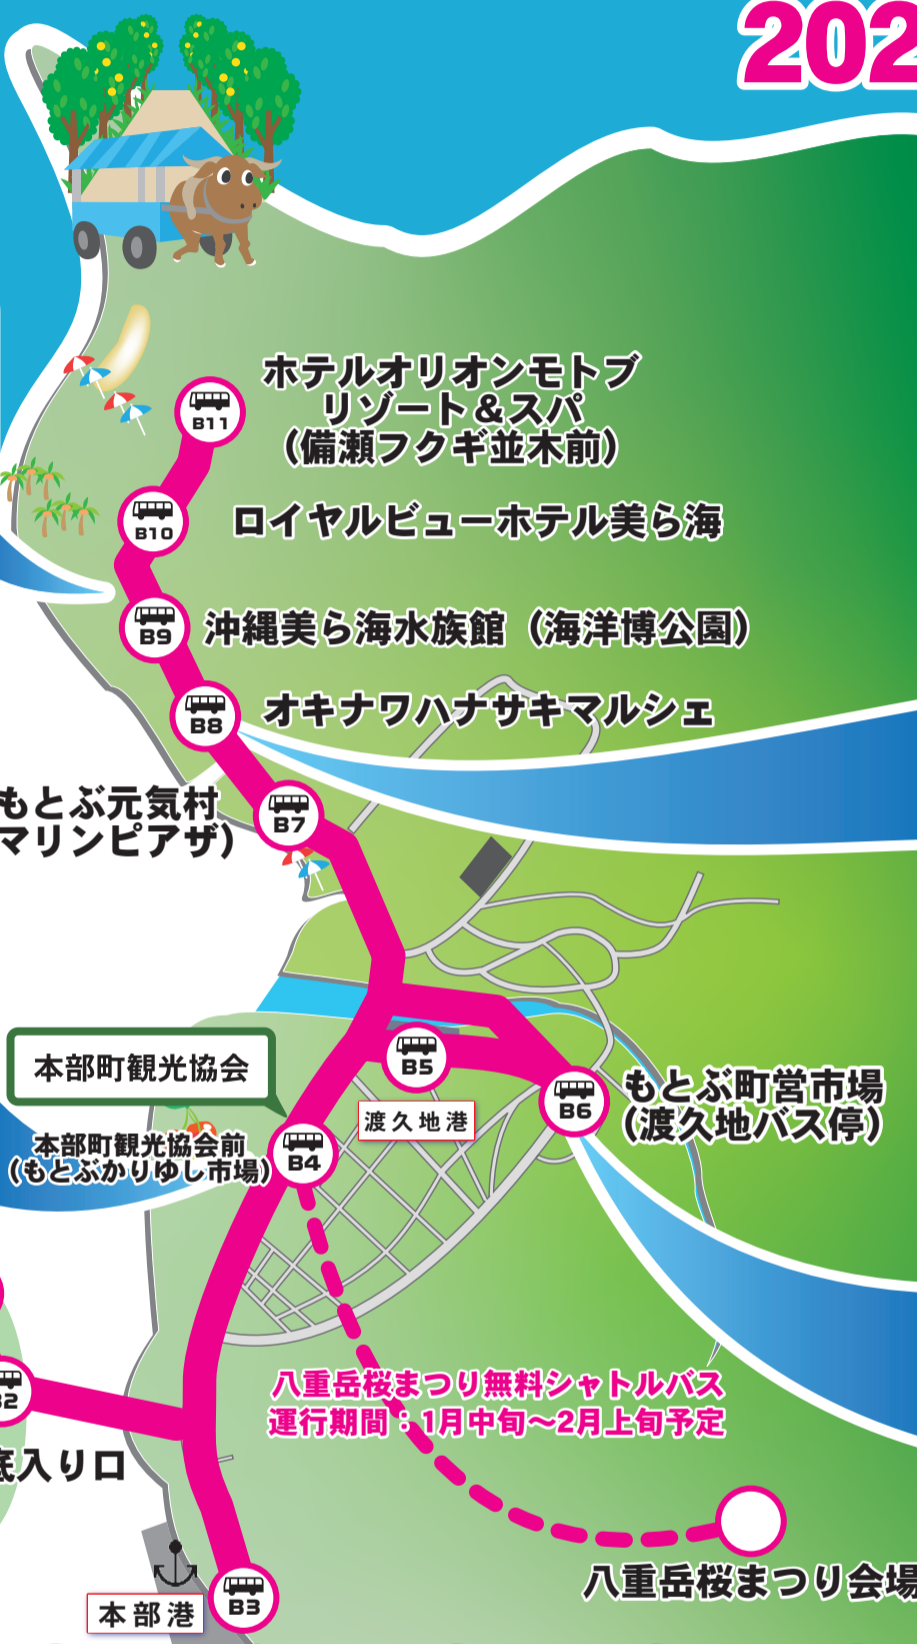 202
ホテルオリオンモトブ
リゾート＆スパ
（備瀬フクギ並木前）
B11
ロイヤルビューホテル美ら海
B10
沖縄美ら海水族館（海洋博公園）
B9
オキナワハナサキマルシェ
B8
もとぶ元気村
マリンピアザ）
B7
本部町観光協会
B5
渡久地港
B6
もとぶ町営市場
（渡久地バス停）
本部町観光協会前
（もとぶかりゆし市場）
B4
八重岳桜まつり無料シャトルバス
運行期間：1月中旬～2月上旬予定
入り口
八重岳桜まつり会場
B3
本部港